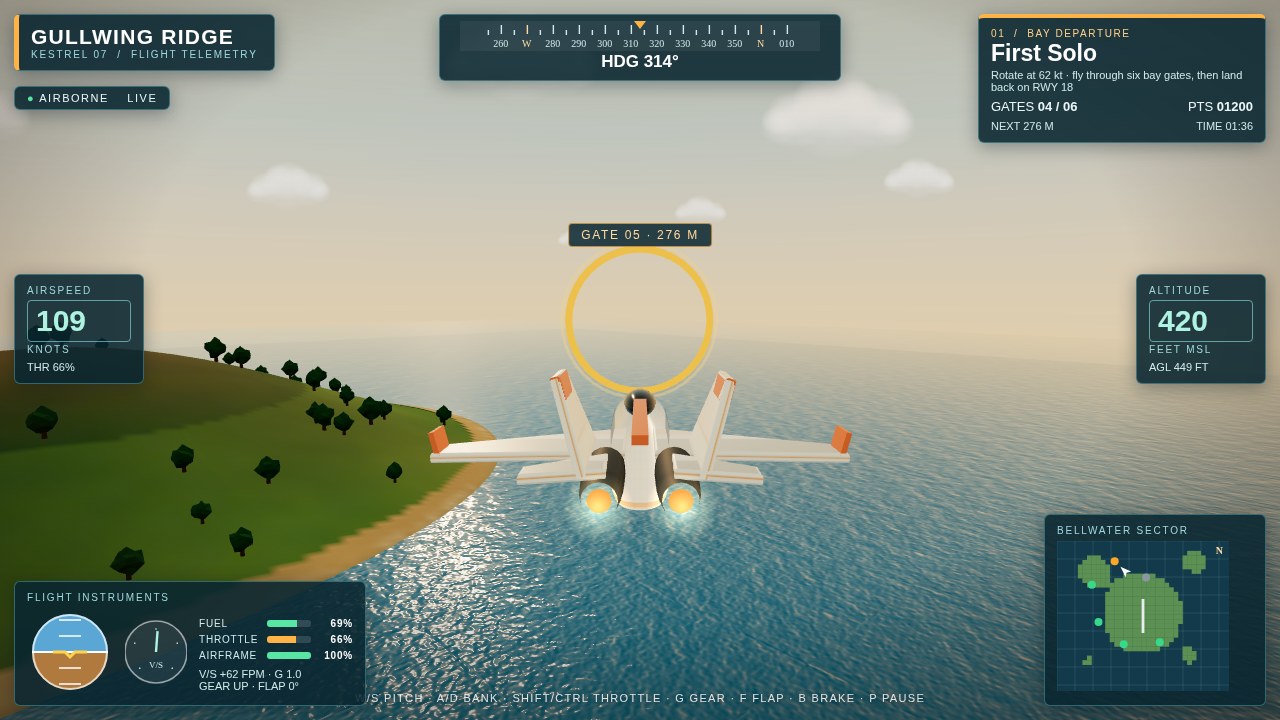 GULLWING RIDGE
KESTREL 07 / FLIGHT TELEMETRY
● AIRBORNE LIVE
260 W 280 290 300 310 320 330 340 350 N 010
HDG 314°
01 / BAY DEPARTURE
First Solo
Rotate at 62 kt · fly through six bay gates, then land
back on RWY 18
GATES 04 / 06 PTS 01200
NEXT 276 M TIME 01:36
GATE 05 · 276 M
AIRSPEED
109
KNOTS
THR 66%
ALTITUDE
420
FEET MSL
AGL 449 FT
FLIGHT INSTRUMENTS
V/S
FUEL 69%
THROTTLE 66%
AIRFRAME 100%
V/S +62 FPM · G 1.0
GEAR UP · FLAP 0°
W/S PITCH · A/D BANK · SHIFT/CTRL THROTTLE · G GEAR · F FLAP · B BRAKE · P PAUSE
BELLWATER SECTOR
N